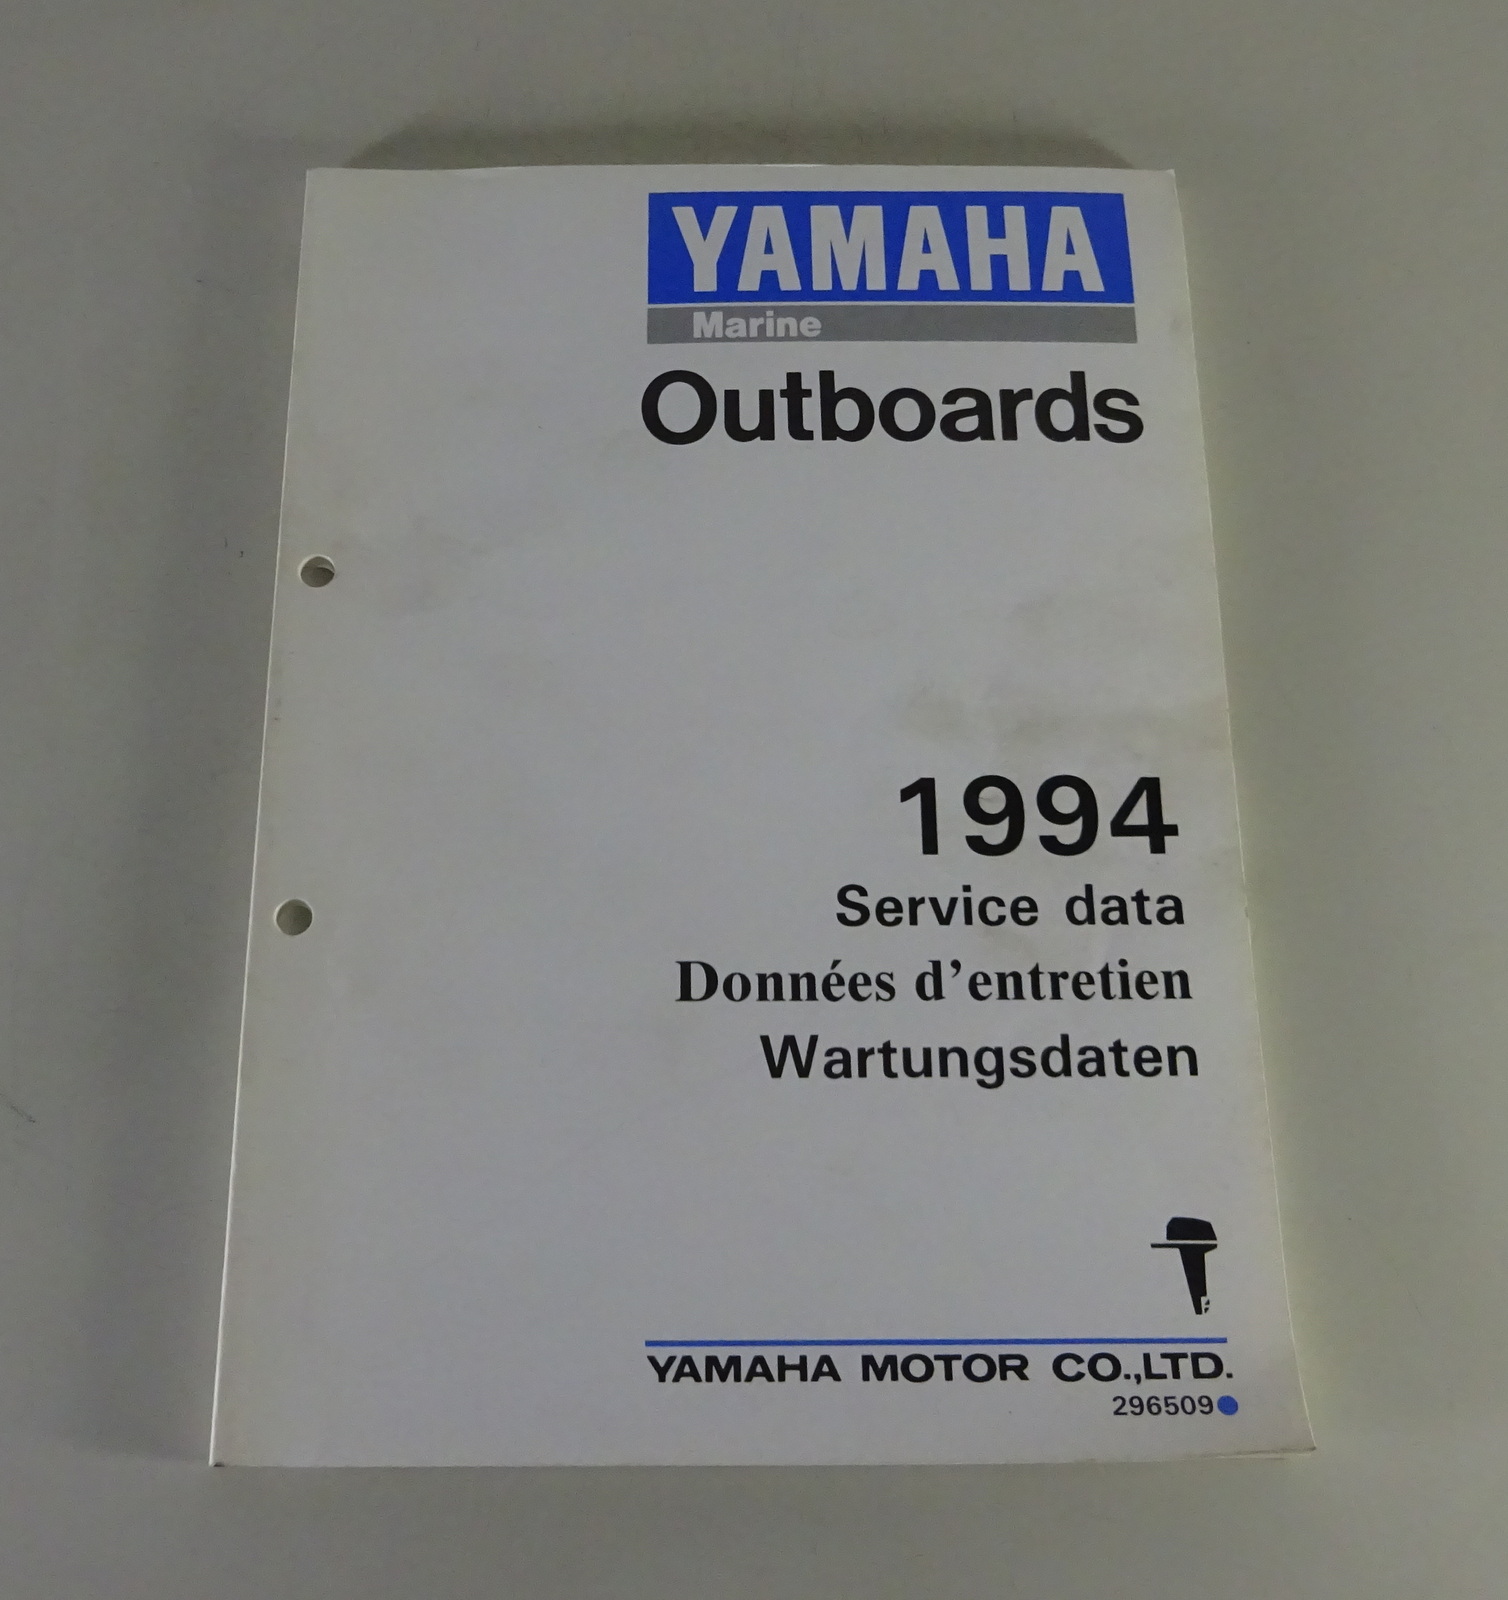 YAMAHA
Marine
Outboards
1994
Service data
Données d'entretien
Wartungsdaten
YAMAHA MOTOR CO.,LTD.
296509